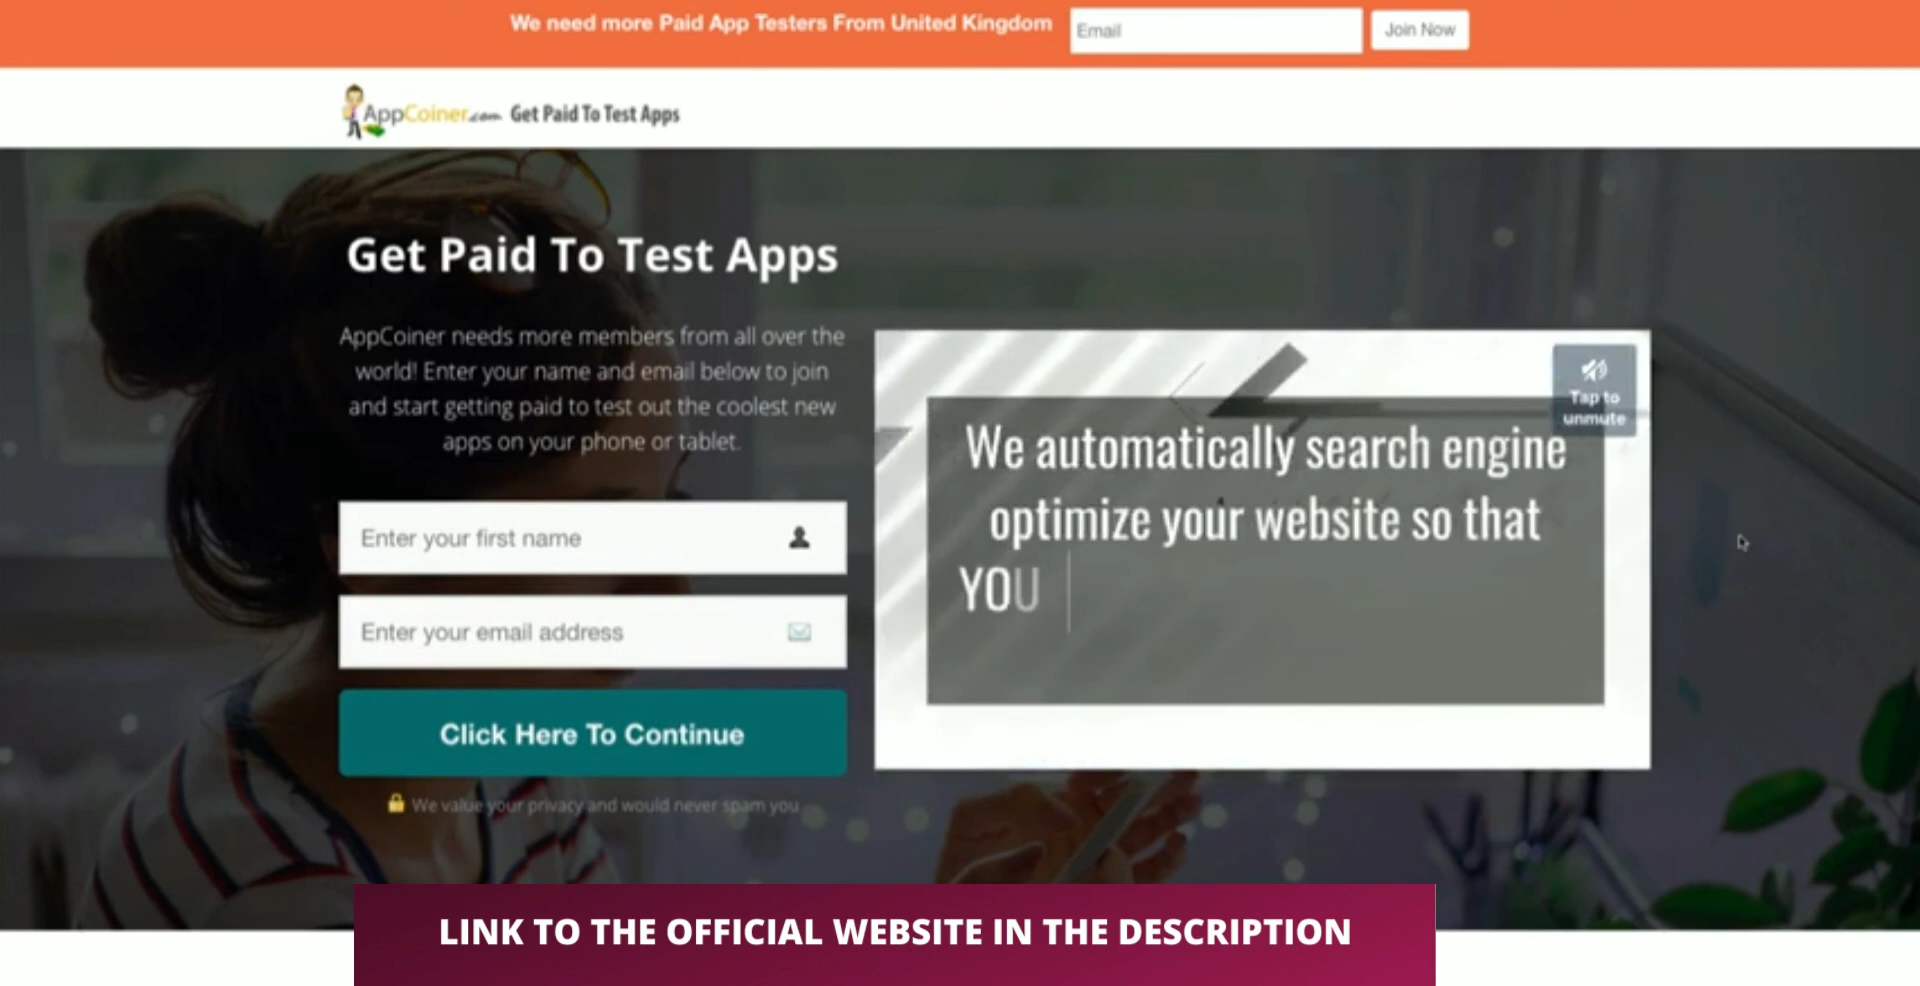 We need more Paid App Testers From United Kingdom
Email
Join Now
AppCoiner.com Get Paid To Test Apps
Get Paid To Test Apps
AppCoiner needs more members from all over the
world! Enter your name and email below to join
and start getting paid to test out the coolest new
apps on your phone or tablet.
Enter your first name
Enter your email address
Click Here To Continue
We value your privacy and would never spam you
Tap to
unmute
We automatically search engine
optimize your website so that
YOU
LINK TO THE OFFICIAL WEBSITE IN THE DESCRIPTION